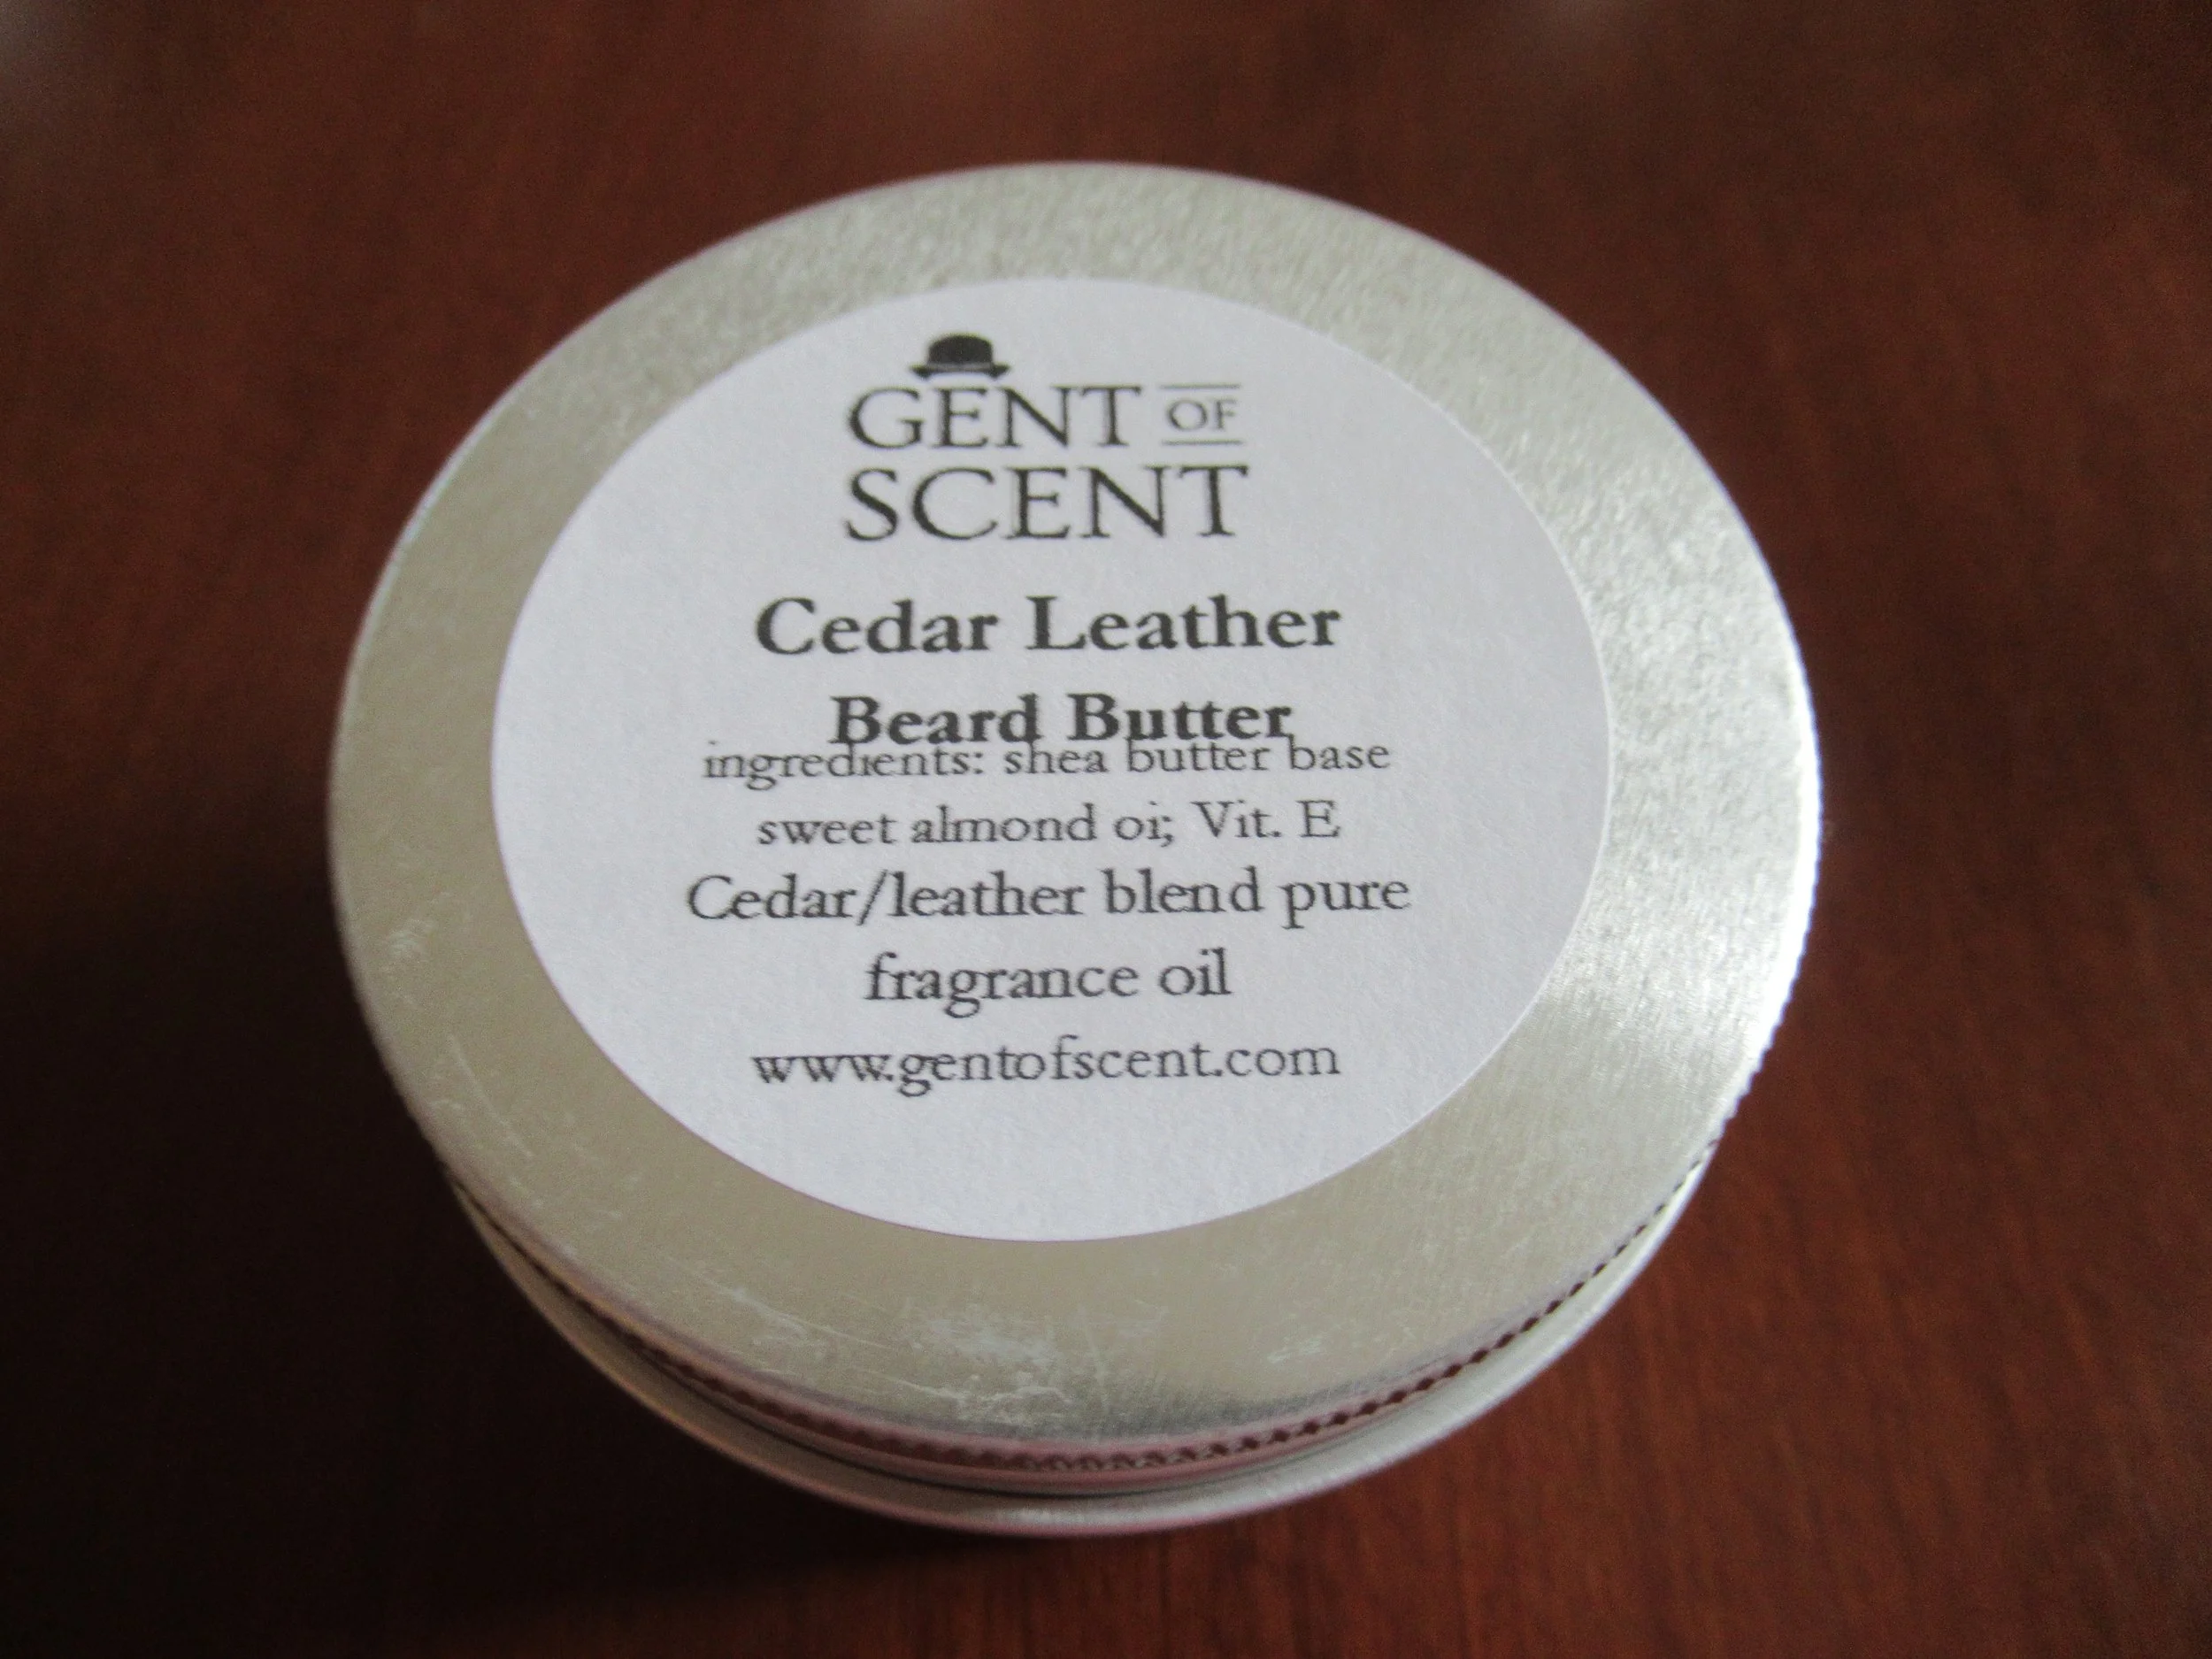 GENT OF
SCENT
Cedar Leather
Beard Butter
ingredients: shea butter base
sweet almond oi; Vit. E
Cedar/leather blend pure
fragrance oil
www.gentofscent.com